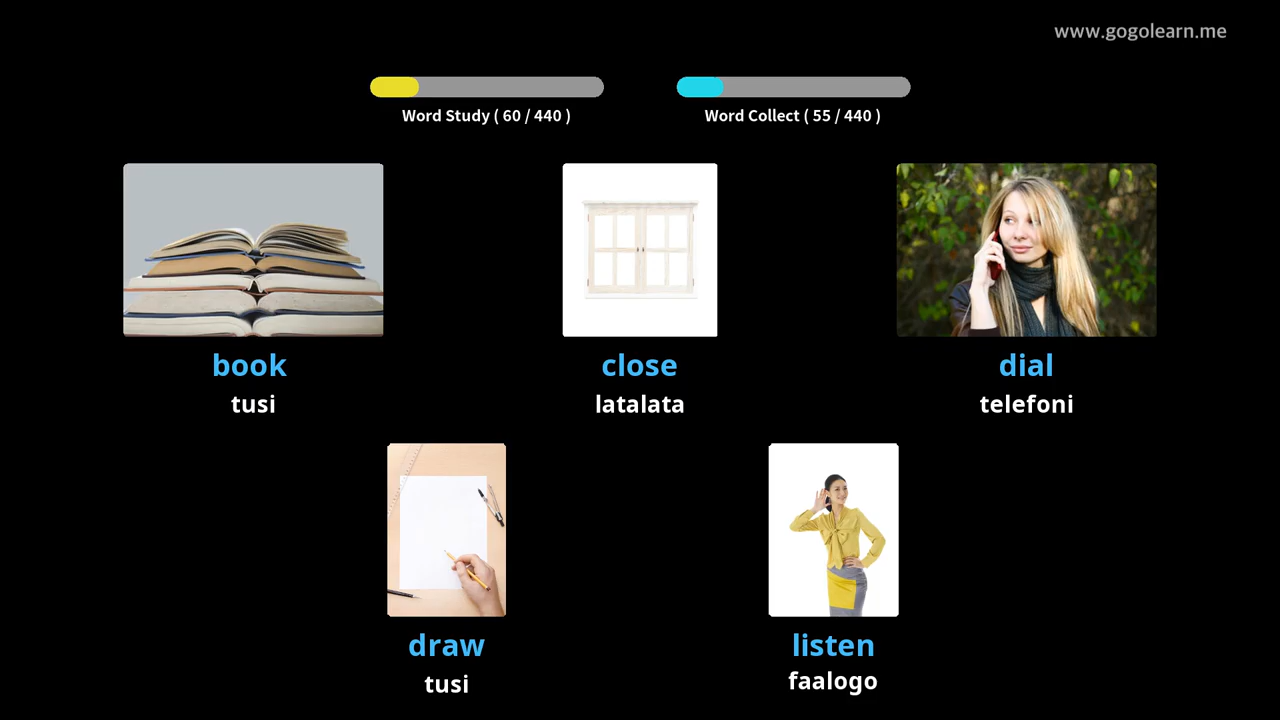 www.gogolearn.me
Word Study ( 60 / 440 )
Word Collect ( 55 / 440 )
book
tusi
close
latalata
dial
telefoni
draw
tusi
listen
faalogo